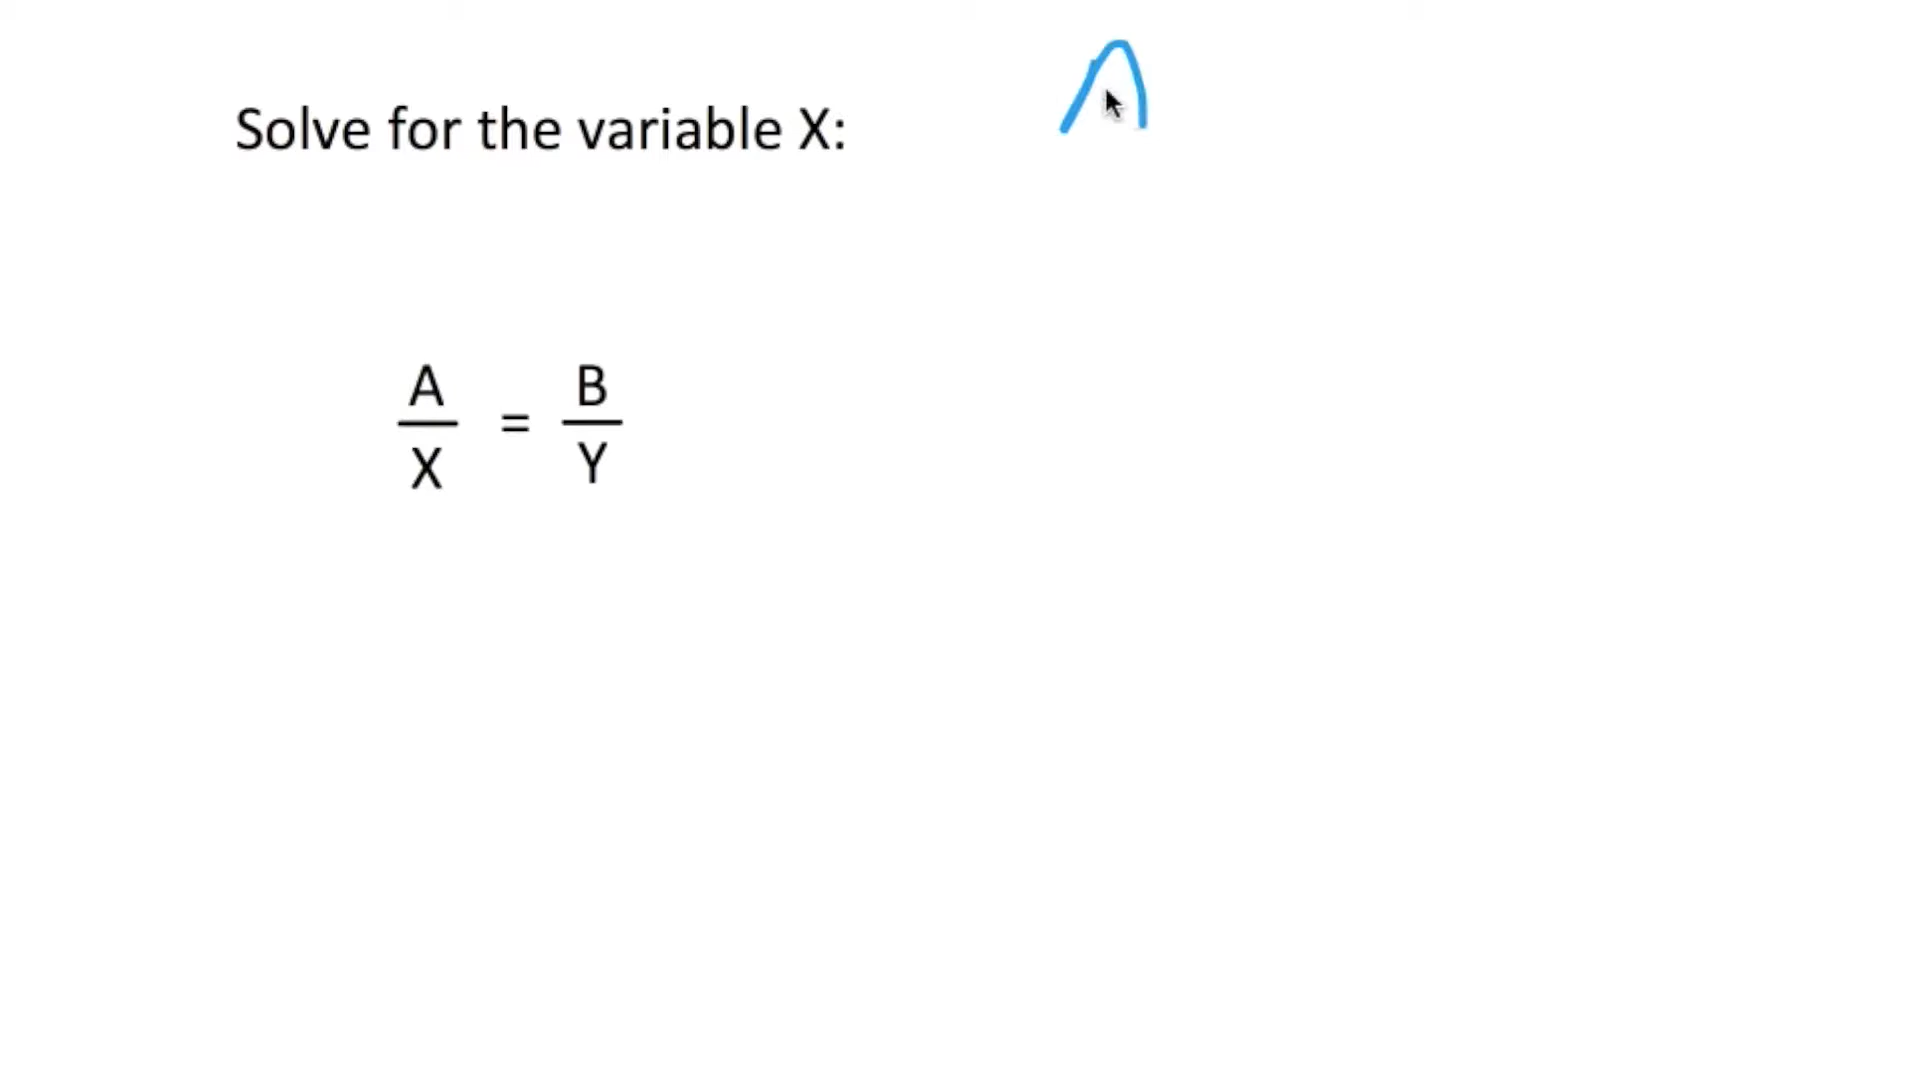 Solve for the variable X:
A = B
X Y